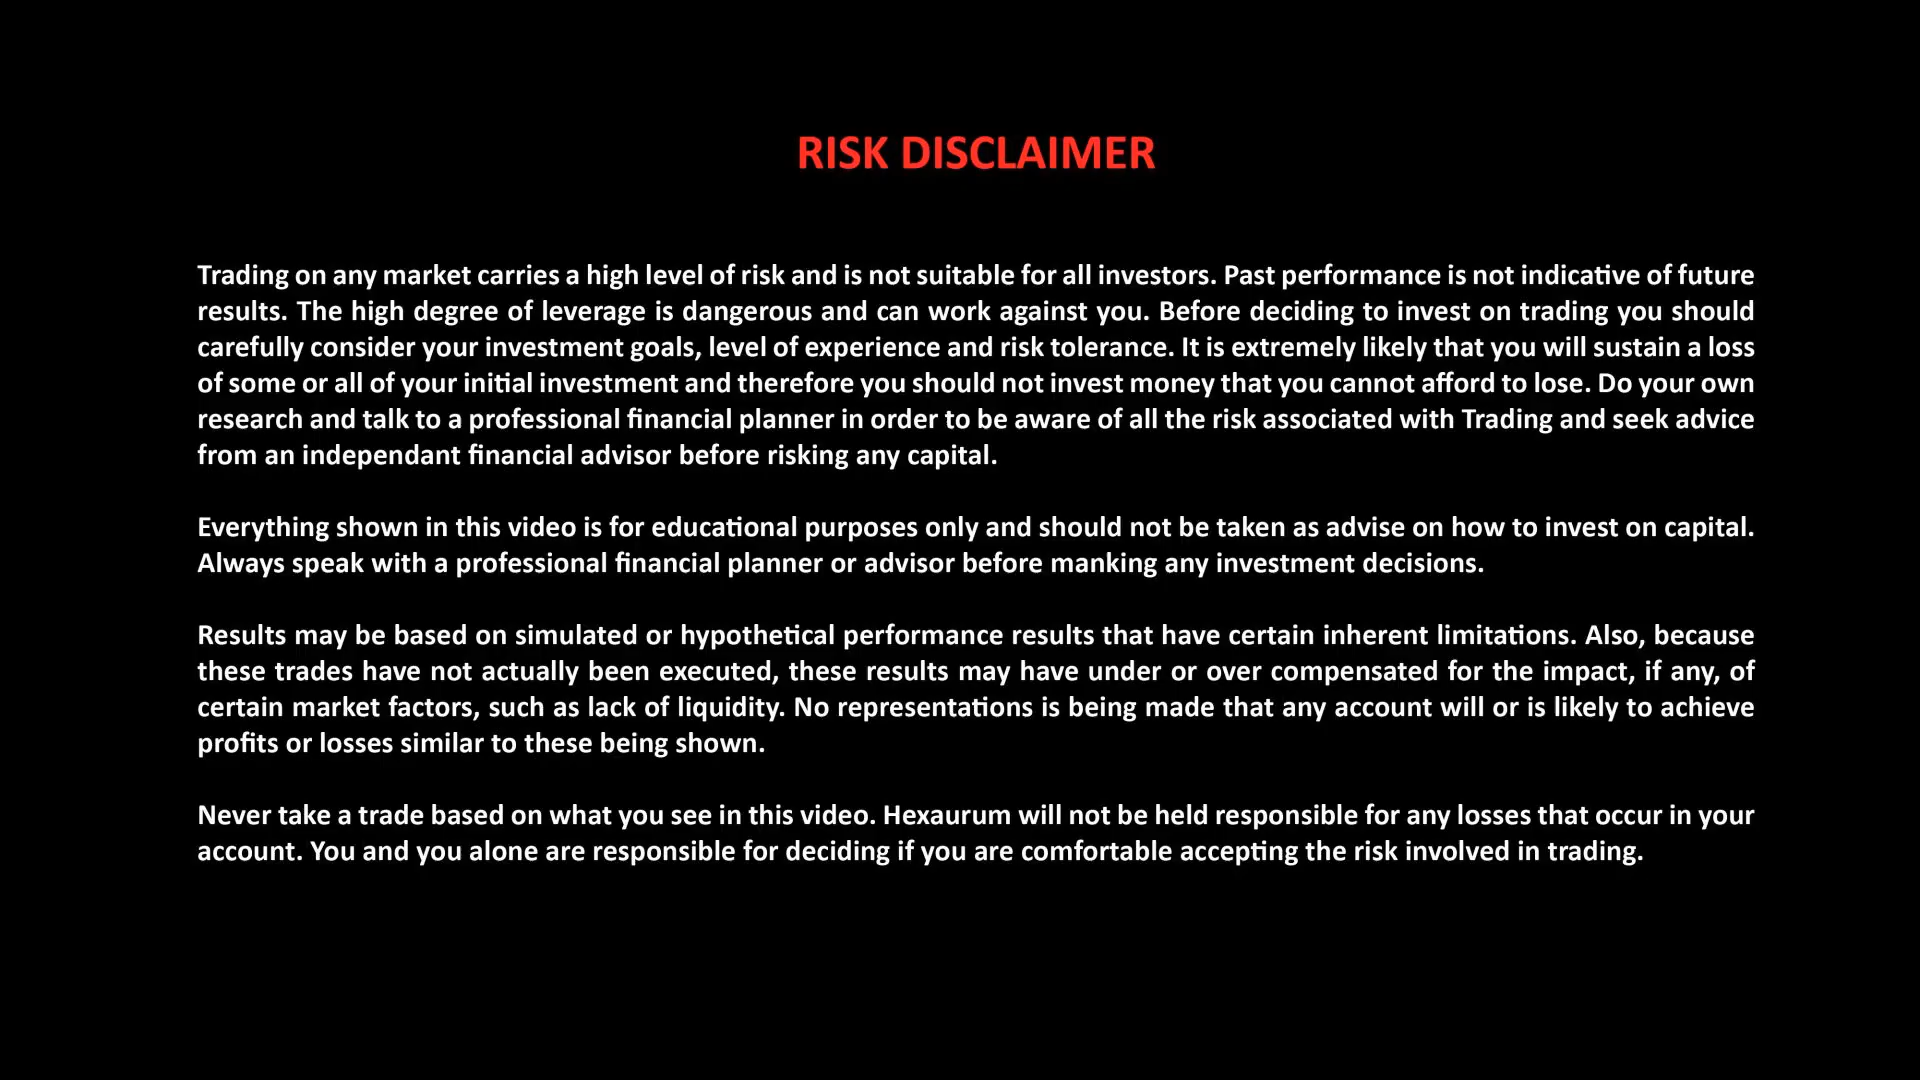 RISK DISCLAIMER
Trading on any market carries a high level of risk and is not suitable for all investors. Past performance is not indicative of future
results. The high degree of leverage is dangerous and can work against you. Before deciding to invest on trading you should
carefully consider your investment goals, level of experience and risk tolerance. It is extremely likely that you will sustain a loss
of some or all of your initial investment and therefore you should not invest money that you cannot afford to lose. Do your own
research and talk to a professional financial planner in order to be aware of all the risk associated with Trading and seek advice
from an independant financial advisor before risking any capital.
Everything shown in this video is for educational purposes only and should not be taken as advise on how to invest on capital.
Always speak with a professional financial planner or advisor before manking any investment decisions.
Results may be based on simulated or hypothetical performance results that have certain inherent limitations. Also, because
these trades have not actually been executed, these results may have under or over compensated for the impact, if any, of
certain market factors, such as lack of liquidity. No representations is being made that any account will or is likely to achieve
profits or losses similar to these being shown.
Never take a trade based on what you see in this video. Hexaurum will not be held responsible for any losses that occur in your
account. You and you alone are responsible for deciding if you are comfortable accepting the risk involved in trading.